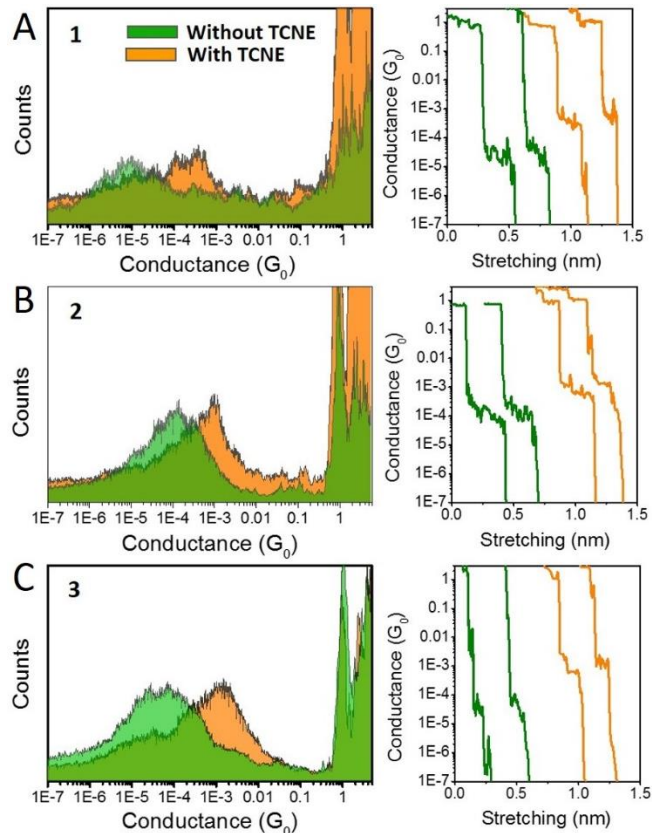 A
1
Without TCNE
With TCNE
Counts
1E-7 1E-6 1E-5 1E-4 1E-3 0.01 0.1 1
Conductance (G₀)
Conductance (G₀)
1
0.1
0.01
1E-3
1E-4
1E-5
1E-6
1E-7
0.0 0.5 1.0 1.5
Stretching (nm)
B
2
Counts
1E-7 1E-6 1E-5 1E-4 1E-3 0.01 0.1 1
Conductance (G₀)
Conductance (G₀)
1
0.1
0.01
1E-3
1E-4
1E-5
1E-6
1E-7
0.0 0.5 1.0 1.5
Stretching (nm)
C
3
Counts
1E-7 1E-6 1E-5 1E-4 1E-3 0.01 0.1 1
Conductance (G₀)
Conductance (G₀)
1
0.1
0.01
1E-3
1E-4
1E-5
1E-6
1E-7
0.0 0.5 1.0 1.5
Stretching (nm)